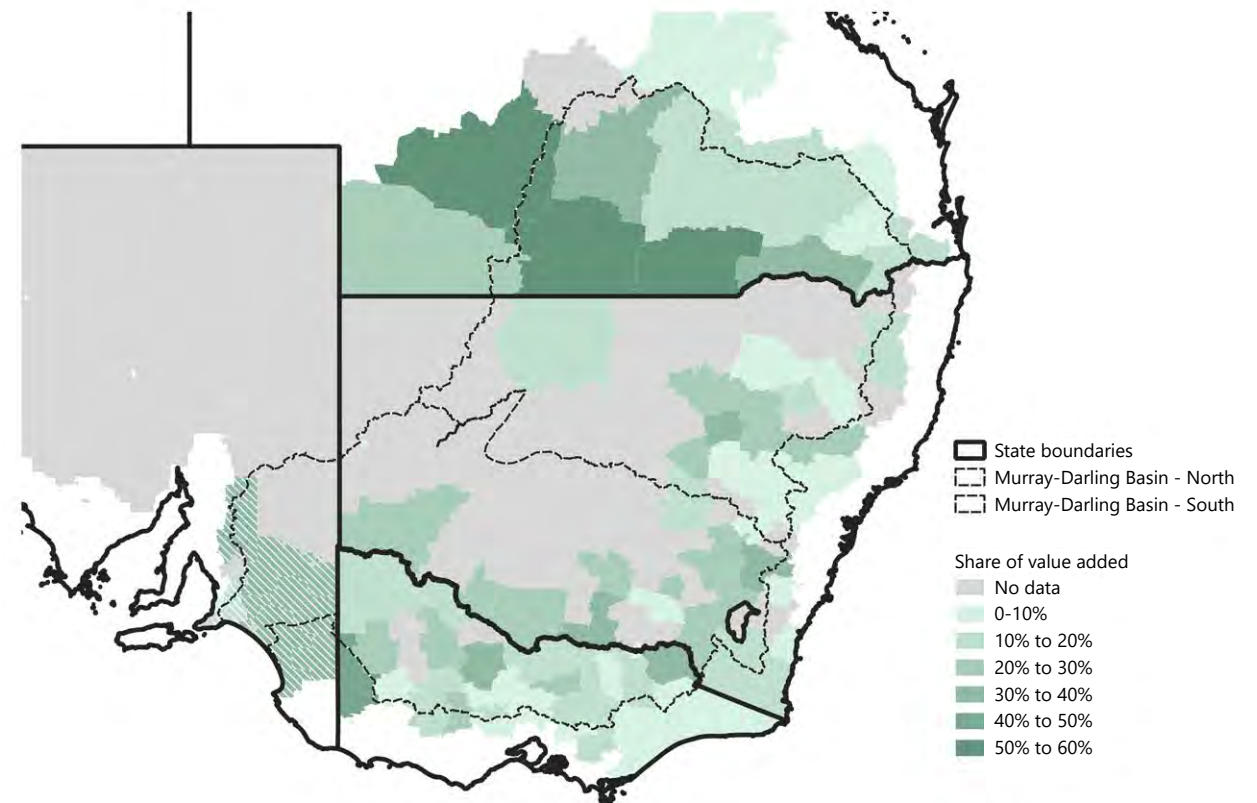 State boundaries
Murray-Darling Basin - North
Murray-Darling Basin - South
Share of value added
No data
0-10%
10% to 20%
20% to 30%
30% to 40%
40% to 50%
50% to 60%